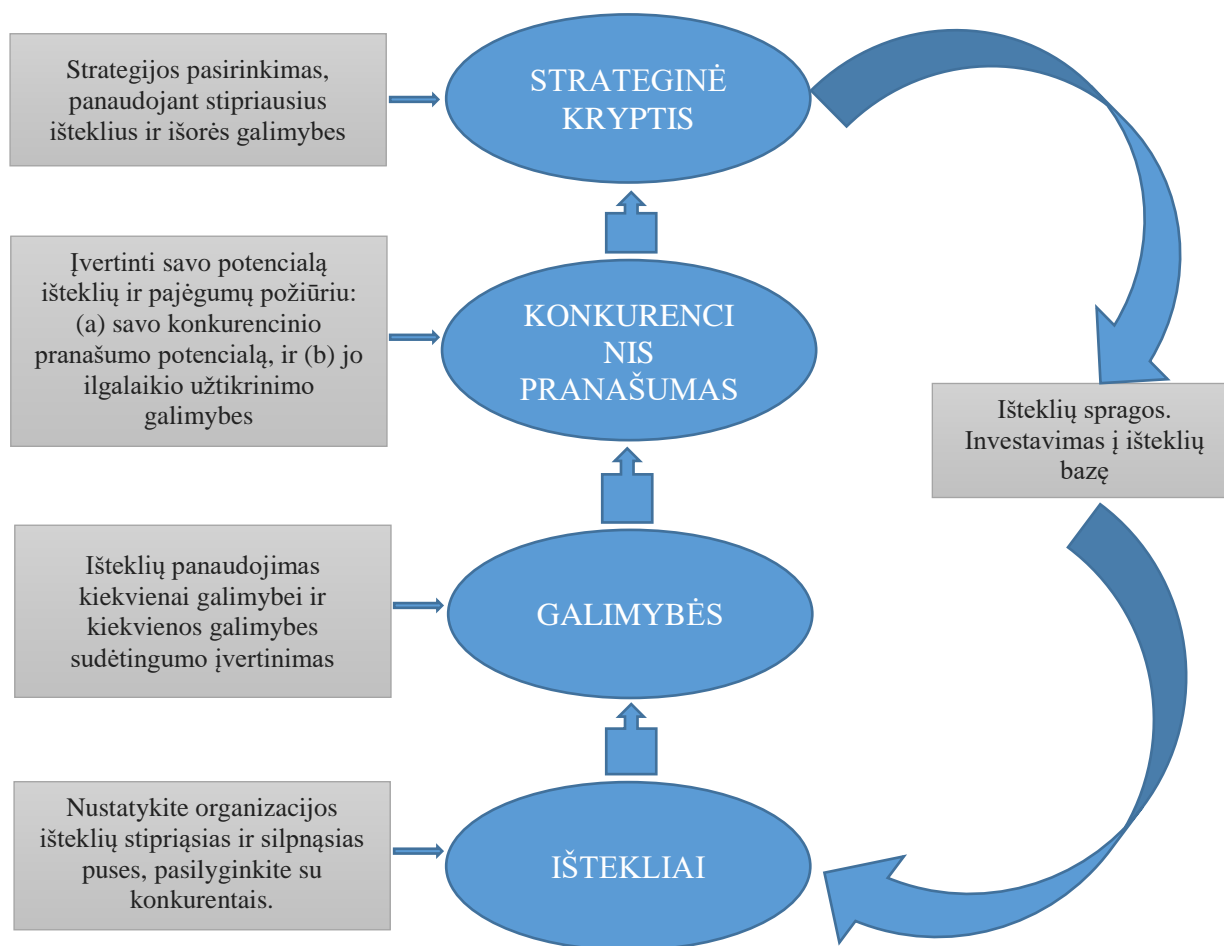 Strategijos pasirinkimas,
panaudojant stipriausius
išteklius ir išorės galimybes
STRATEGINĖ
KRYPTIS
Įvertinti savo potencialą
išteklių ir pajėgumų požiūriu:
(a) savo konkurencinio
pranašumo potencialą, ir (b) jo
ilgalaikio užtikrinimo
galimybes
KONKURENCI
NIS
PRANAŠUMAS
Išteklių spragos.
Investavimas į išteklių
bazę
Išteklių panaudojimas
kiekvienai galimybei ir
kiekvienos galimybes
sudėtingumo įvertinimas
GALIMYBĖS
Nustatykite organizacijos
išteklių stipriąsias ir silpnąsias
puses, pasilyginkite su
konkurentais.
IŠTEKLIAI